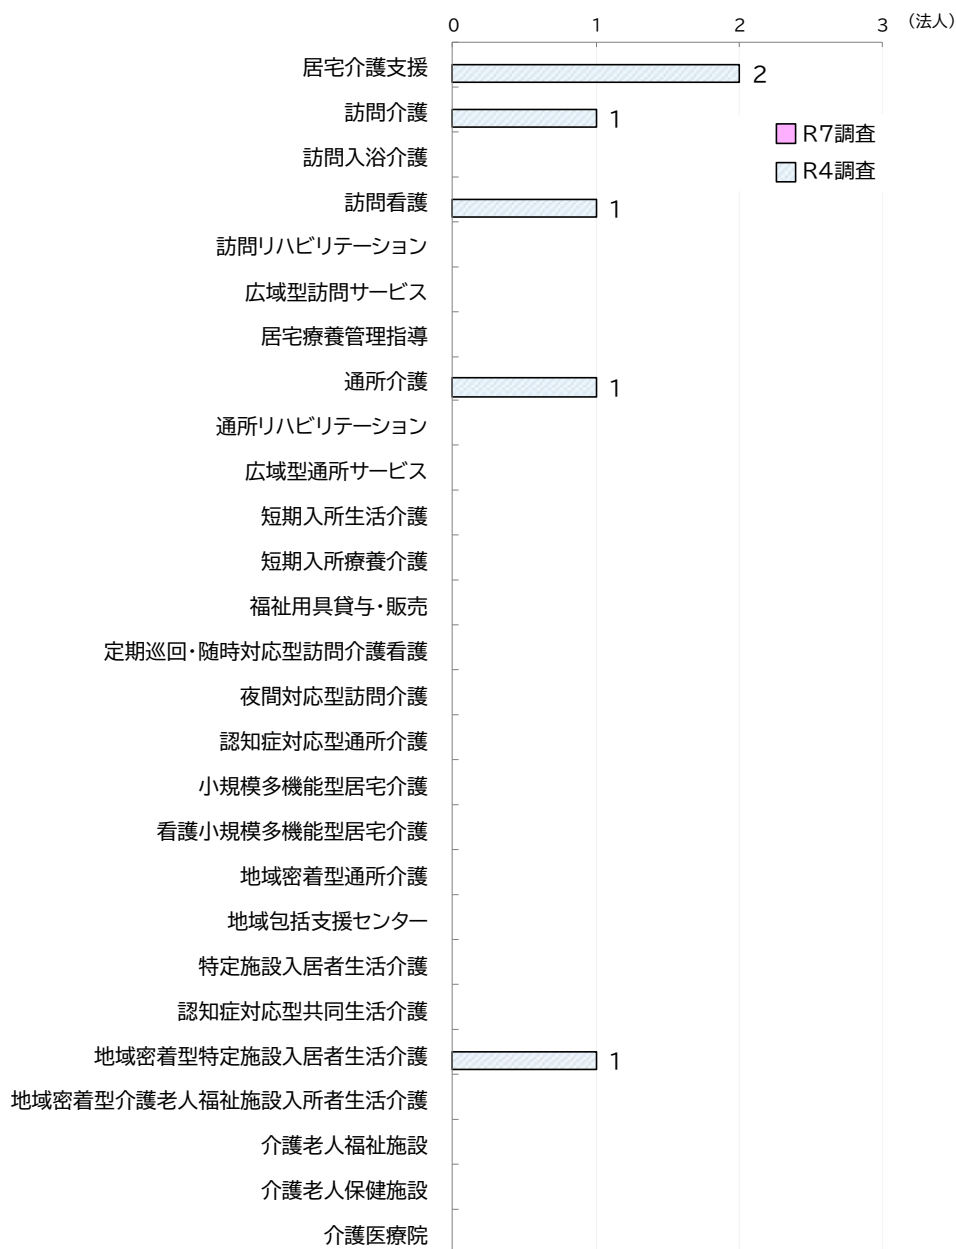 0 1 2 3 （法人）
居宅介護支援 2
訪問介護 1
R7調査
訪問入浴介護
R4調査
訪問看護 1
訪問リハビリテーション
広域型訪問サービス
居宅療養管理指導
通所介護 1
通所リハビリテーション
広域型通所サービス
短期入所生活介護
短期入所療養介護
福祉用具貸与・販売
定期巡回・随時対応型訪問介護看護
夜間対応型訪問介護
認知症対応型通所介護
小規模多機能型居宅介護
看護小規模多機能型居宅介護
地域密着型通所介護
地域包括支援センター
特定施設入居者生活介護
認知症対応型共同生活介護
地域密着型特定施設入居者生活介護 1
地域密着型介護老人福祉施設入所者生活介護
介護老人福祉施設
介護老人保健施設
介護医療院